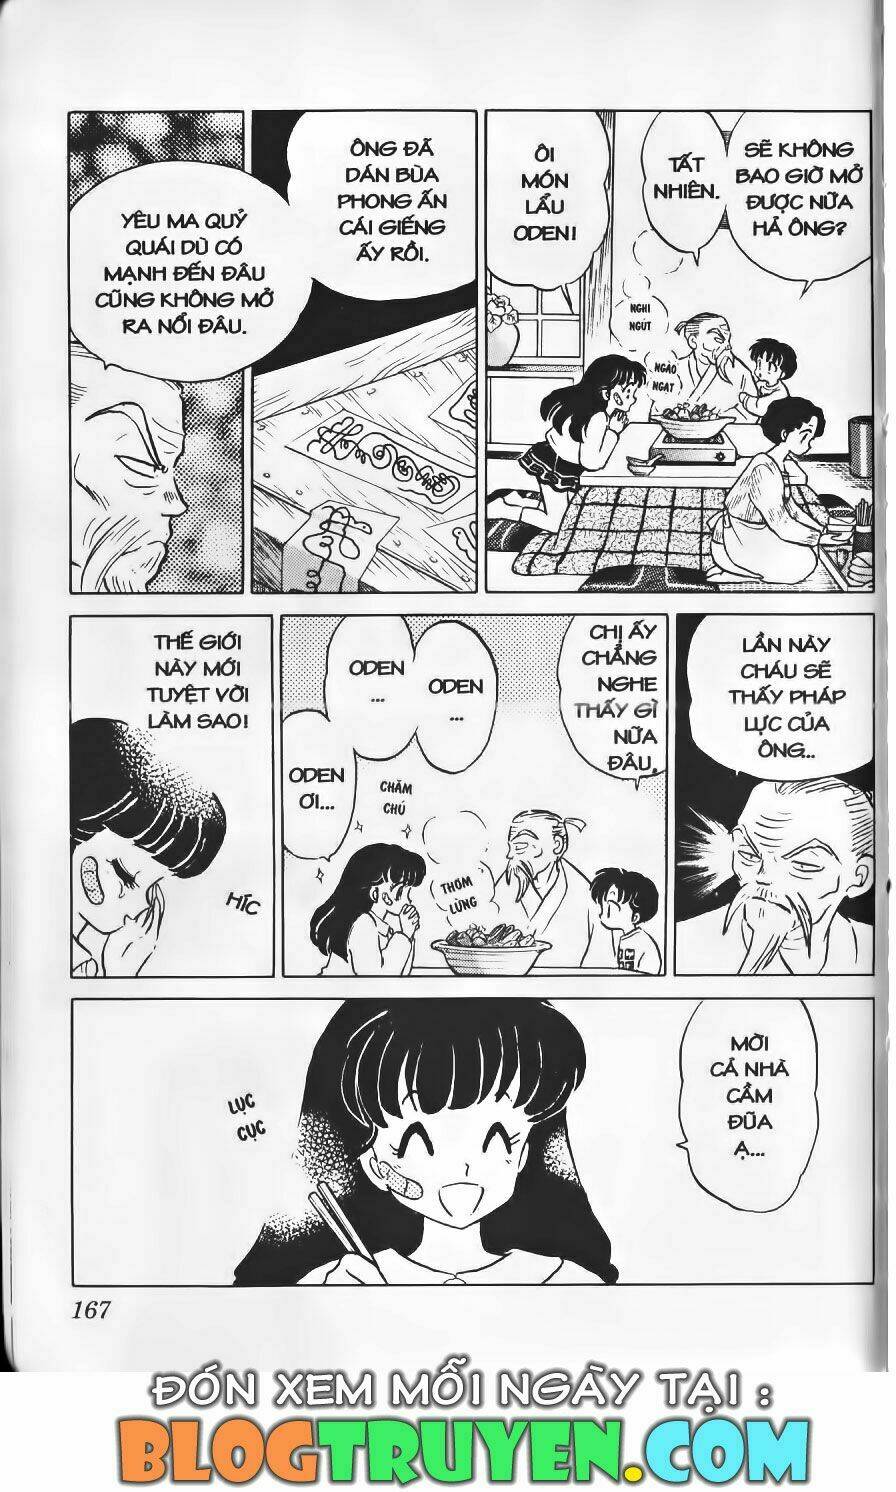 SẼ KHÔNG
BAO GIỜ MỞ
ĐƯỢC NỮA
HẢ ÔNG?
TẤT
NHIÊN.
ÔI
MÓN
LẨU
ODEN!
NGHI
NGÚT
NGÀO
NGẠT
ÔNG ĐÃ
DÁN BÙA
PHONG ẤN
CÁI GIẾNG
ẤY RỒI.
YÊU MA QUỶ
QUÁI DÙ CÓ
MẠNH ĐẾN ĐÂU
CŨNG KHÔNG MỞ
RA NỔI ĐÂU.
LẦN NÀY
CHÁU SẼ
THẤY PHÁP
LỰC CỦA
ÔNG...
CHỊ ẤY
CHẲNG
NGHE
THẤY GÌ
NỮA
ĐÂU.
ODEN
...
ODEN
...
ODEN
ƠI...
CHĂM
CHÚ
THƠM
LỪNG
THẾ GIỚI
NÀY MỚI
TUYỆT VỜI
LÀM SAO!
HÍC
MỜI
CẢ NHÀ
CẦM
ĐŨA
Ạ...
LỤC
CỤC
167
ĐÓN XEM MỖI NGÀY TẠI :
BLOGTRUYEN.COM